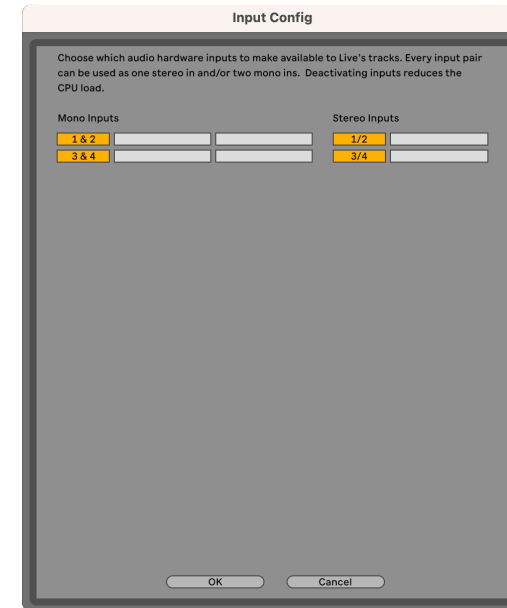 Input Config
Choose which audio hardware inputs to make available to Live's tracks. Every input pair
can be used as one stereo in and/or two mono ins.  Deactivating inputs reduces the
CPU load.
Mono Inputs Stereo Inputs
1 & 2 1/2
3 & 4 3/4
OK Cancel